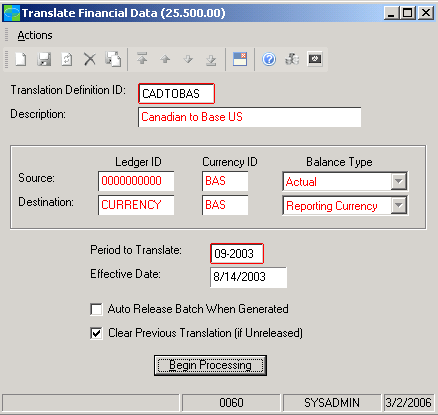 Translate Financial Data (25.500.00)
Actions
Translation Definition ID: CADTOBAS
Description: Canadian to Base US
Ledger ID Currency ID Balance Type
Source: 0000000000 BAS Actual
Destination: CURRENCY BAS Reporting Currency
Period to Translate: 09-2003
Effective Date: 8/14/2003
Auto Release Batch When Generated
Clear Previous Translation (if Unreleased)
Begin Processing
0060 SYSADMIN 3/2/2006